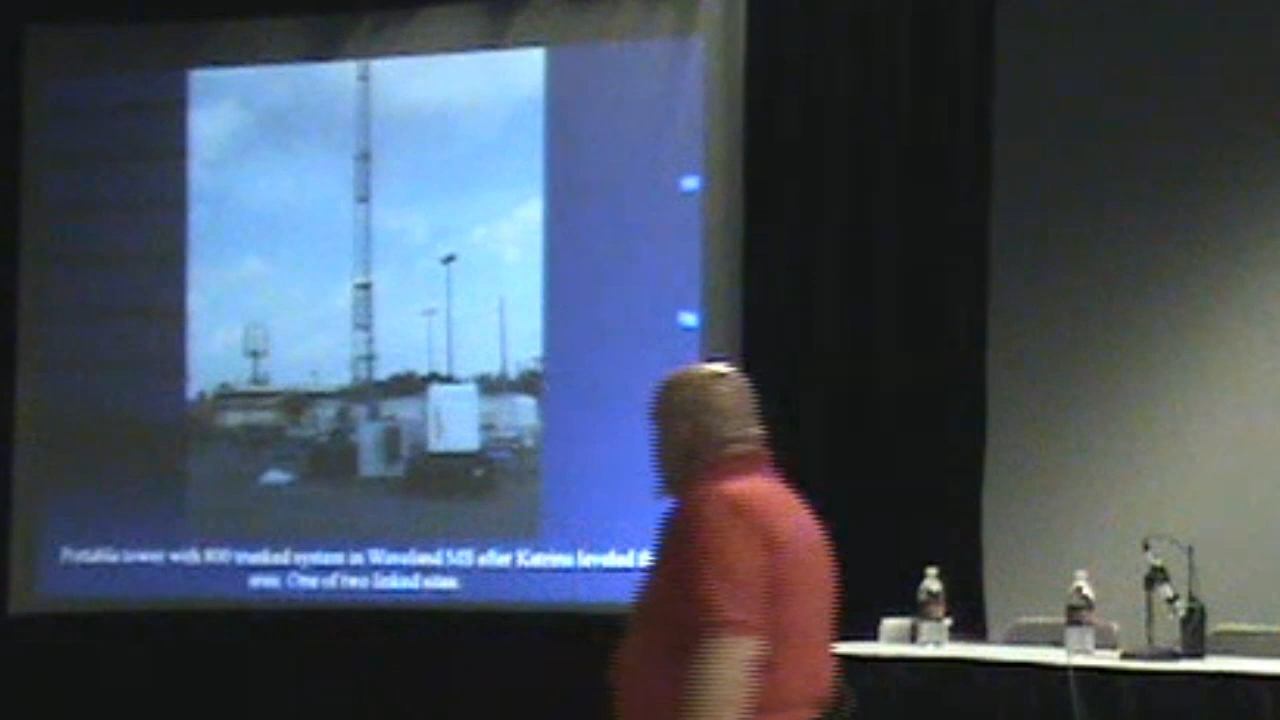 Portable tower with 800 trunked system in Waveland MS after Katrina leveled
area. One of two linked sites.